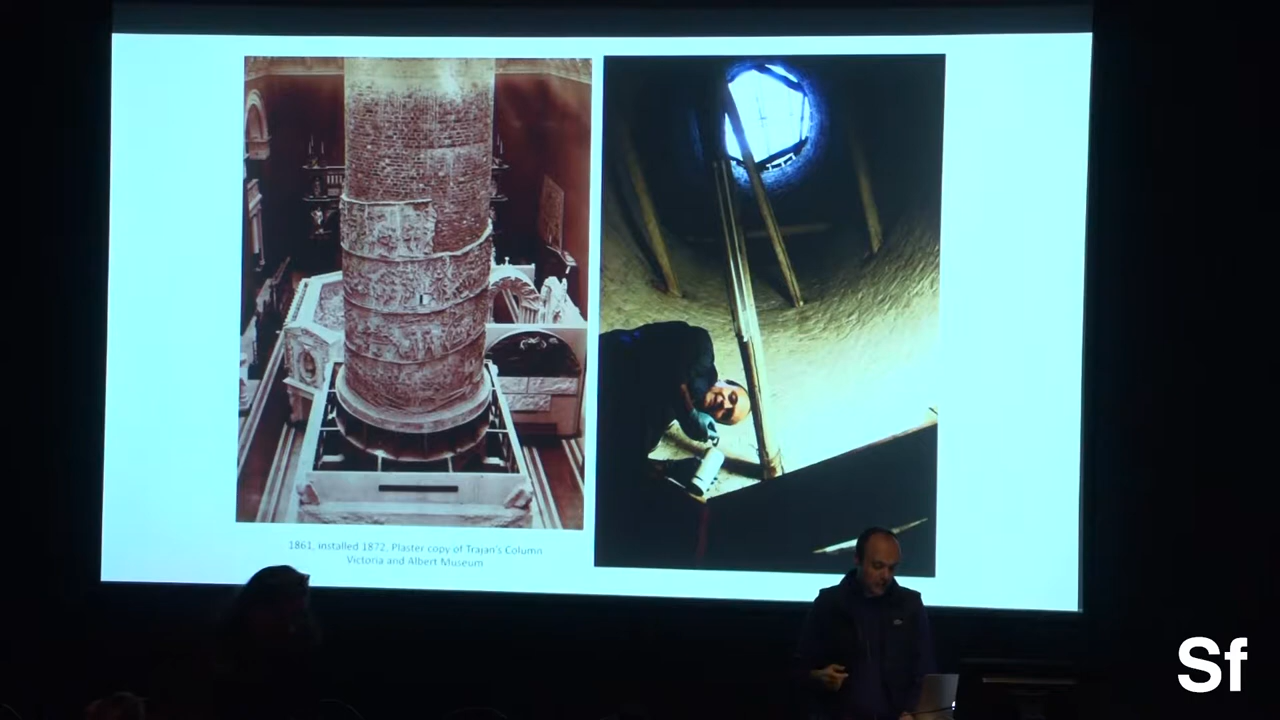 1861, installed 1872, Plaster copy of Trajan's Column
Victoria and Albert Museum
Sf